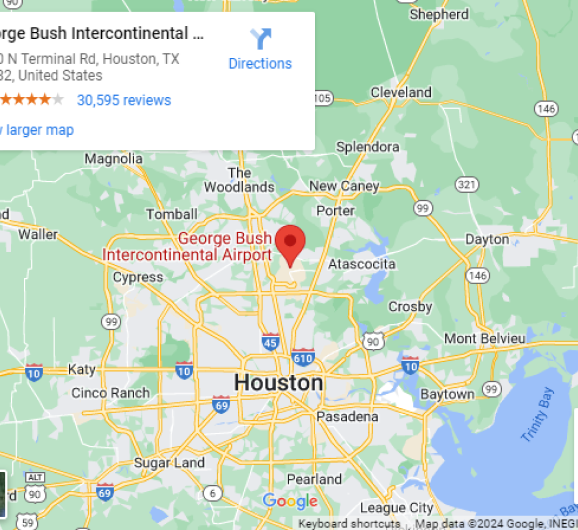 rge Bush Intercontinental ...
0 N Terminal Rd, Houston, TX
32, United States
30,595 reviews
larger map
Directions
90
Shepherd
105
Cleveland
146
Splendora
Magnolia
The
Woodlands
New Caney
321
Porter
99
Tomball
Waller
George Bush
Intercontinental Airport
Dayton
Atascocita
146
Cypress
Crosby
99
45
90
Mont Belvieu
610
Katy
10
10
10
Houston
Cinco Ranch
69
Baytown
99
Pasadena
Trinity Bay
Sugar Land
ALT
90
69
6
Pearland
59
Google
League City
Keyboard shortcuts
Map data ©2024 Google, INEGI